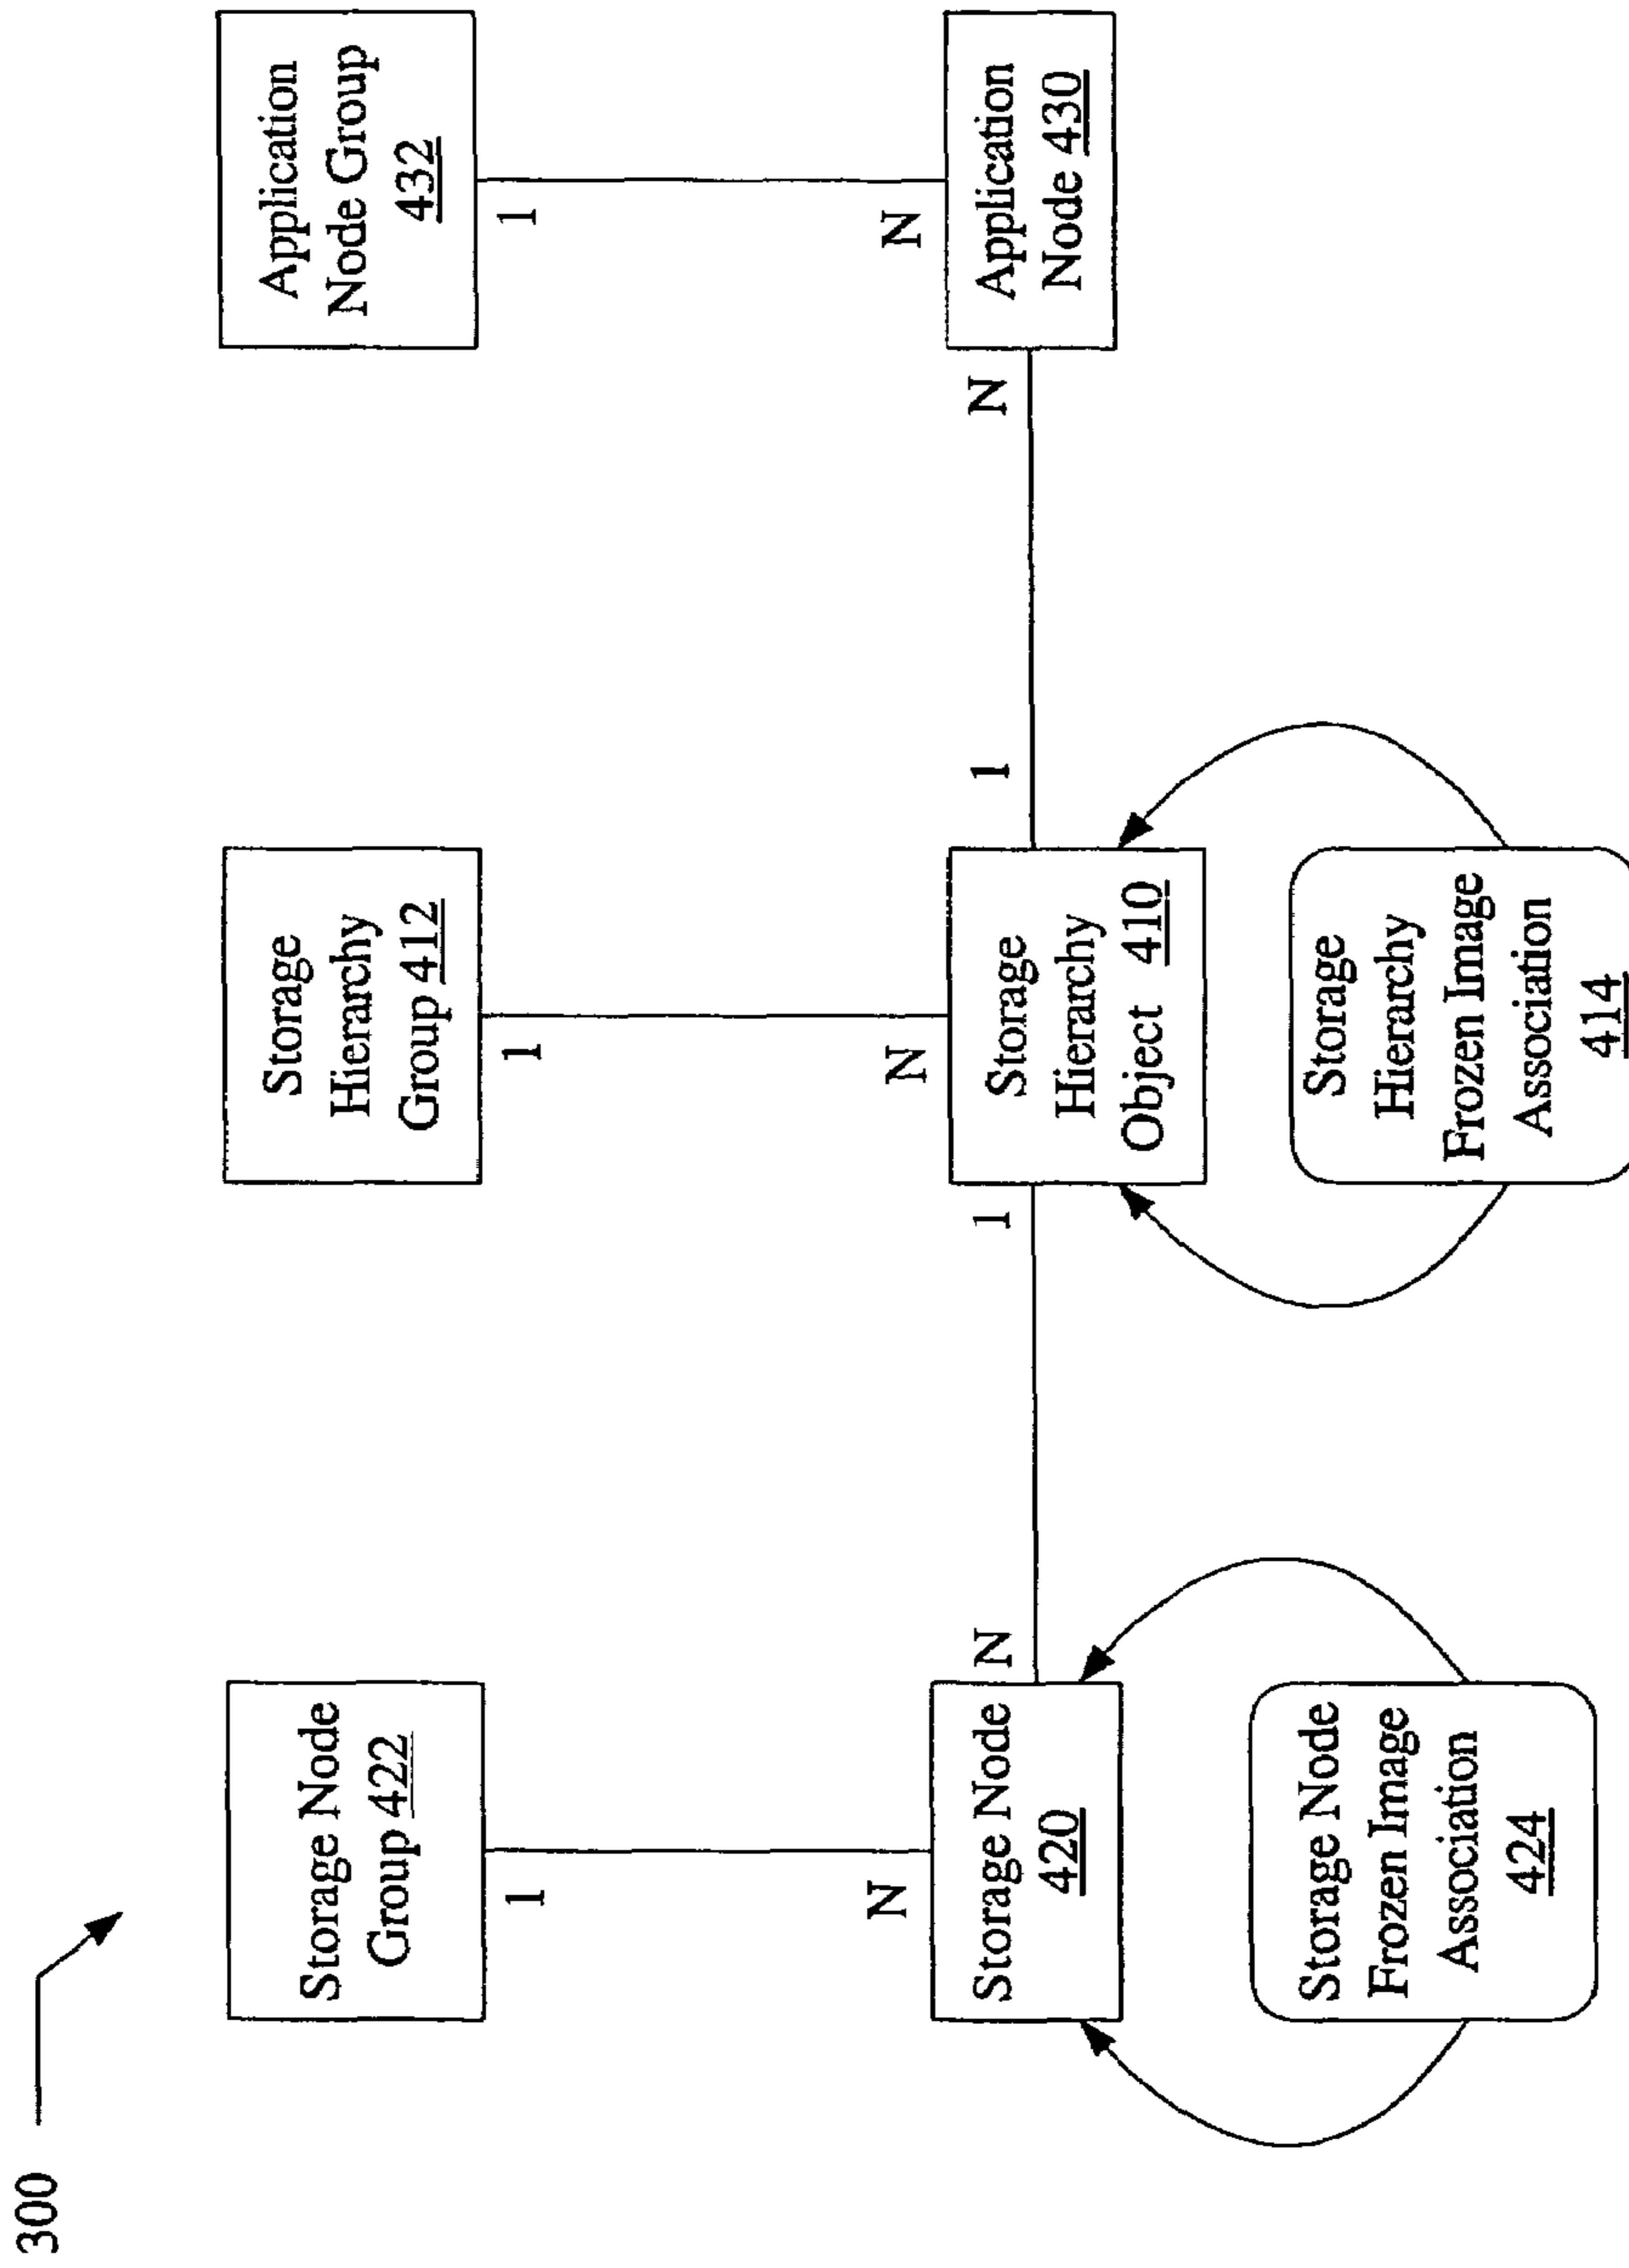 300
Storage Node
Group 422
Storage
Hierarchy
Group 412
Application
Node Group
432
1
1
1
N
N
N
Storage Node
420
N
1
Storage
Hierarchy
Object 410
1
N
Application
Node 430
Storage Node
Frozen Image
Association
424
Storage
Hierarchy
Frozen Image
Association
414